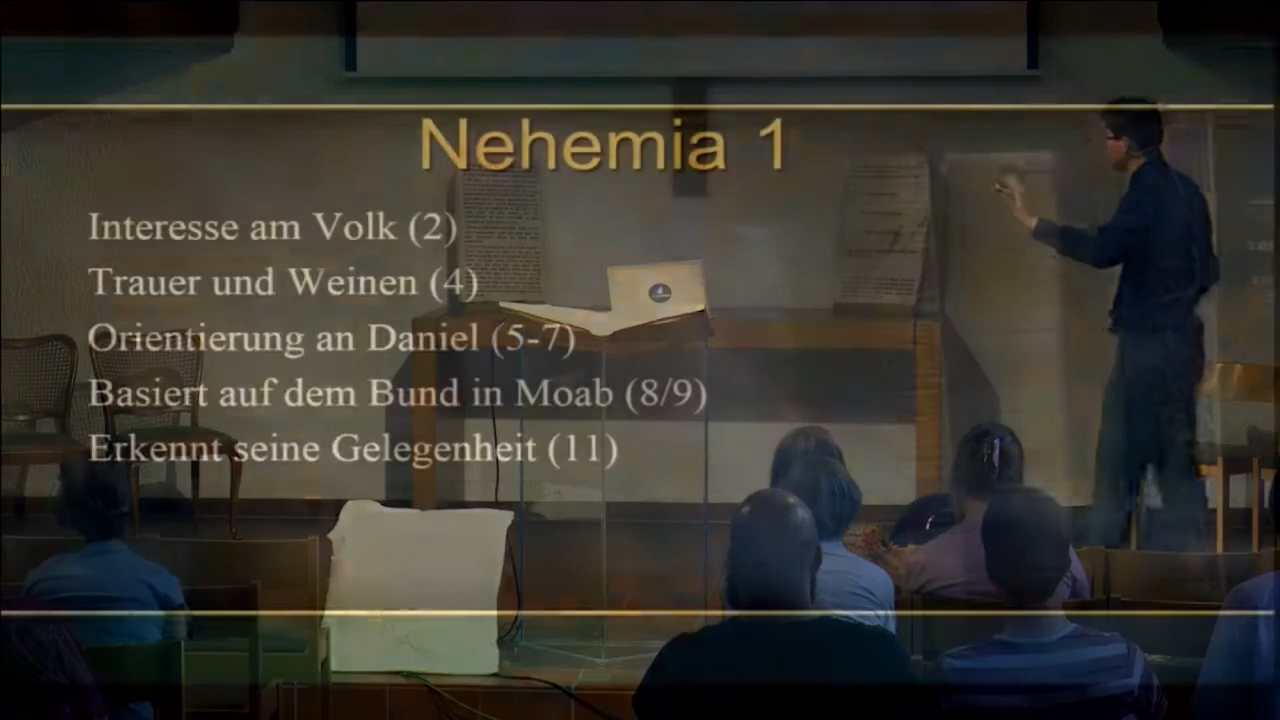 Nehemia 1
Interesse am Volk (2)
Trauer und Weinen (4)
Orientierung an Daniel (5-7)
Basiert auf dem Bund in Moab (8/9)
Erkennt seine Gelegenheit (11)